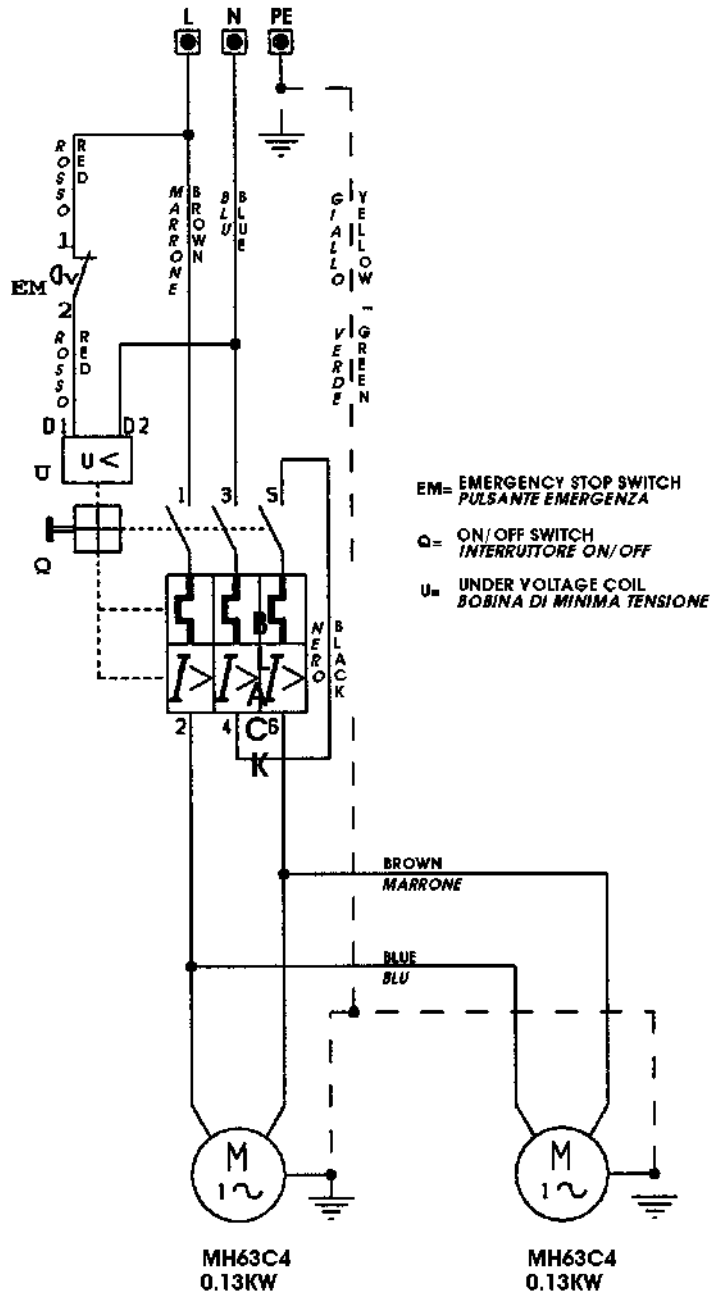 L N PE
ROSSO
RED
MARRONE
BROWN
BLU
BLUE
GIALLO VERDE
YELLOW - GREEN
1
EM
2
ROSSO
RED
D1 D2
U<
U
1 3 5
Q
EM= EMERGENCY STOP SWITCH
PULSANTE EMERGENZA
Q= ON/OFF SWITCH
INTERRUTTORE ON/OFF
U= UNDER VOLTAGE COIL
BOBINA DI MINIMA TENSIONE
NERO
BLACK
I> I> I>
BLACK
2 4 6
BROWN
MARRONE
BLUE
BLU
M
1~
M
1~
MH63C4
0.13KW
MH63C4
0.13KW